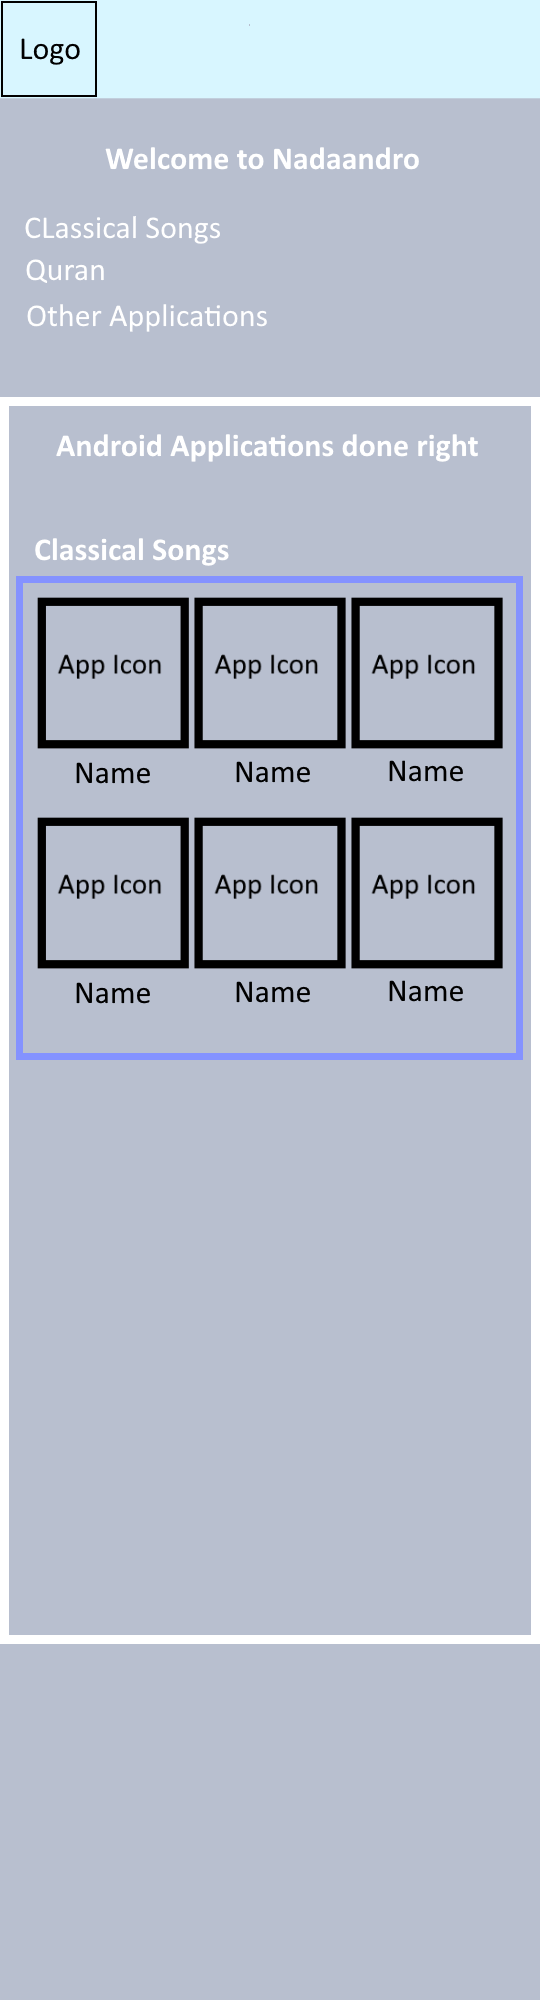 Logo
Welcome to Nadaandro
CLassical Songs
Quran
Other Applications
Android Applications done right
Classical Songs
App Icon App Icon App Icon
Name Name Name
App Icon App Icon App Icon
Name Name Name